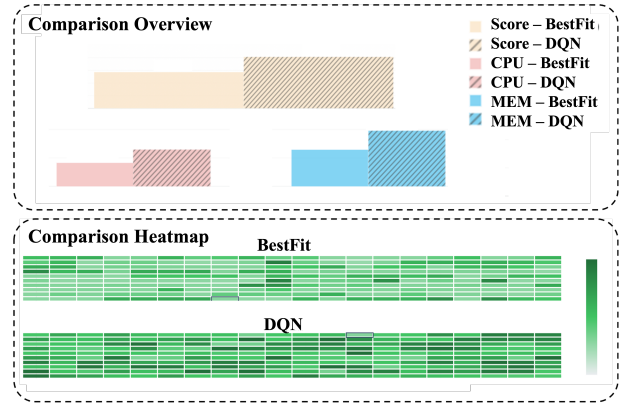 Comparison Overview
Score – BestFit
Score – DQN
CPU – BestFit
CPU – DQN
MEM – BestFit
MEM – DQN
Comparison Heatmap
BestFit
DQN